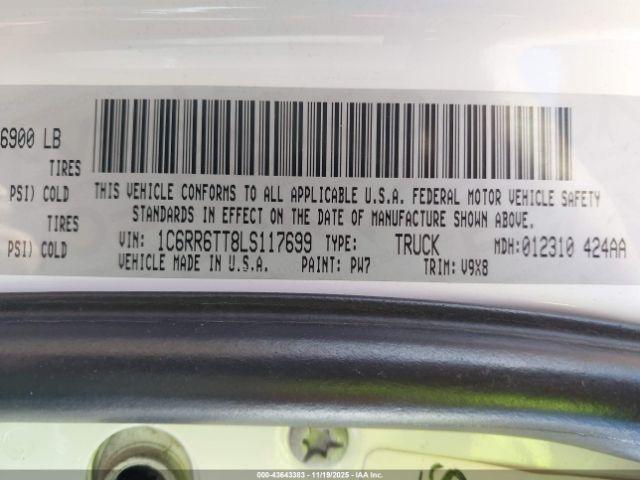 6900 LB
TIRES
PSI) COLD
TIRES
PSI) COLD
THIS VEHICLE CONFORMS TO ALL APPLICABLE U.S.A. FEDERAL MOTOR VEHICLE SAFETY
STANDARDS IN EFFECT ON THE DATE OF MANUFACTURE SHOWN ABOVE.
VIN: 1C6RR6TT8LS117699 TYPE: TRUCK MDH: 012310 424AA
VEHICLE MADE IN U.S.A. PAINT: PW7 TRIM: V9X8
000-43643383 - 11/19/2025 - IAA Inc.